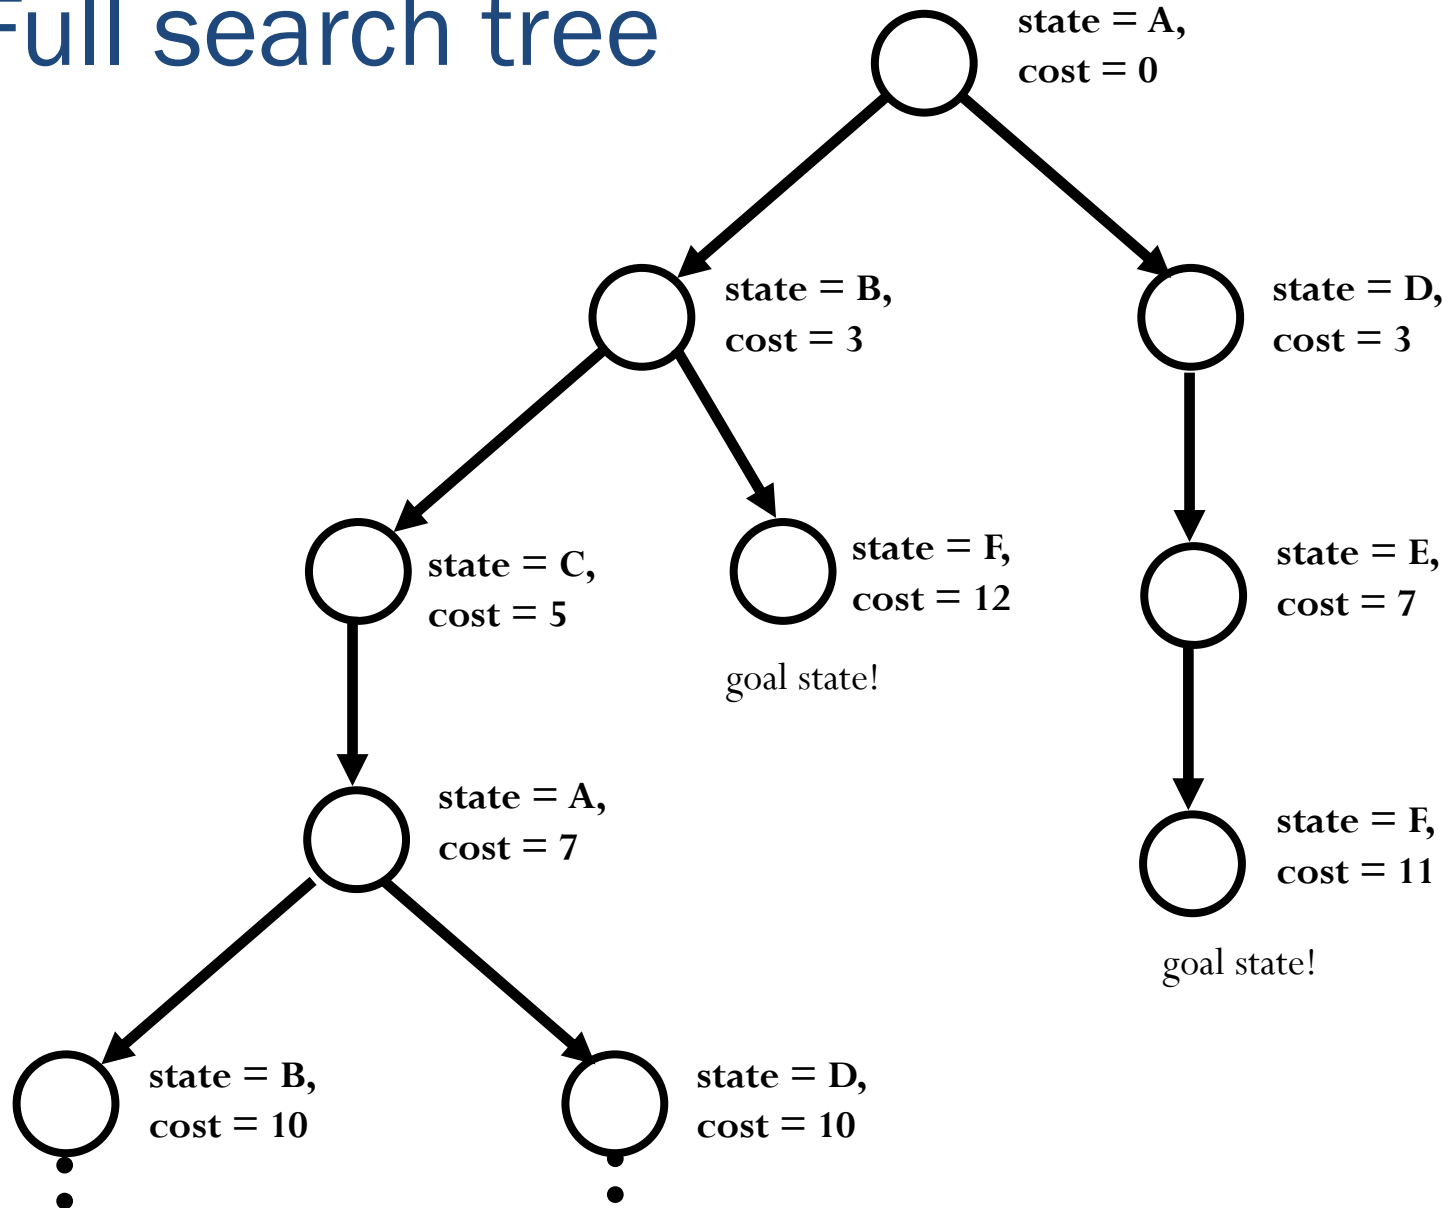 Full search tree
state = A,
cost = 0
state = B,
cost = 3
state = D,
cost = 3
state = C,
cost = 5
state = F,
cost = 12
goal state!
state = E,
cost = 7
state = A,
cost = 7
state = F,
cost = 11
goal state!
state = B,
cost = 10
state = D,
cost = 10